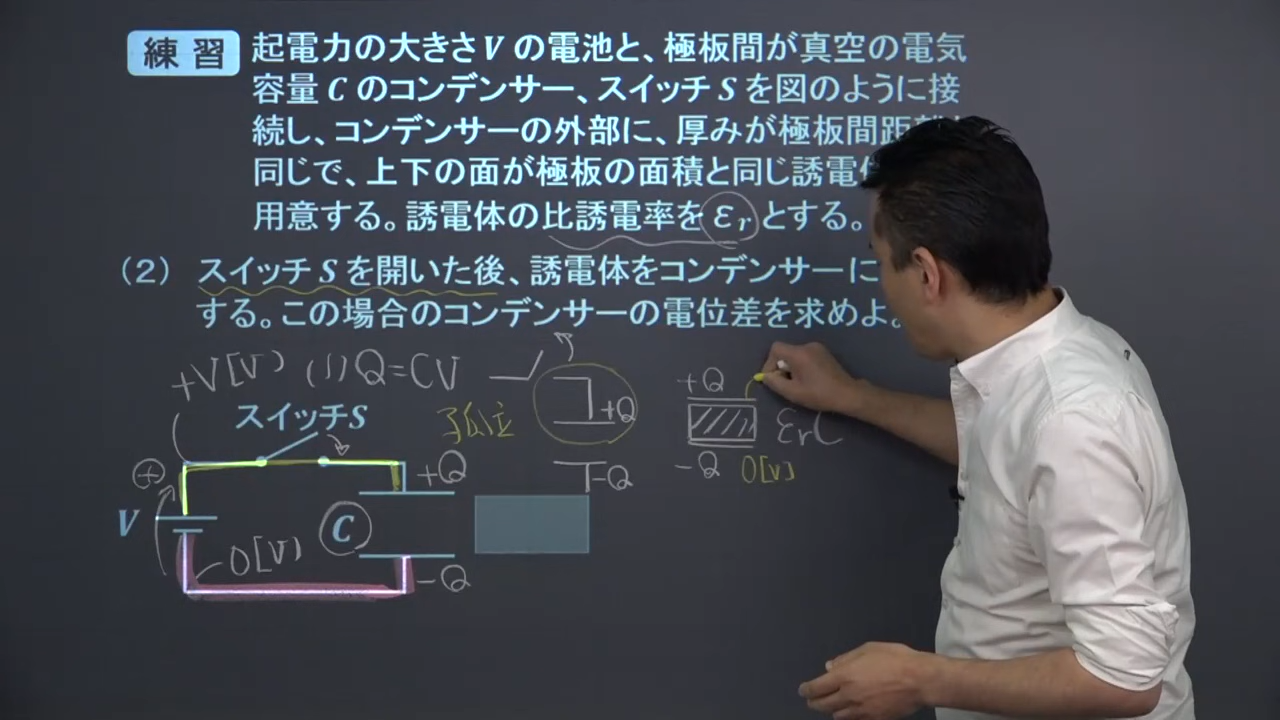 練習 起電力の大きさVの電池と、極板間が真空の電気
容量Cのコンデンサー、スイッチSを図のように接
続し、コンデンサーの外部に、厚みが極板間距
同じで、上下の面が極板の面積と同じ誘電
用意する。誘電体の比誘電率をεrとする。
(2) スイッチSを開いた後、誘電体をコンデンサーに
する。この場合のコンデンサーの電位差を求めよ。
+V[V] (1) Q=CV
スイッチS
孤立
+Q
-Q
+Q
εrC
-Q 0[V]
⊕
+Q
V
C
0[V]
-Q